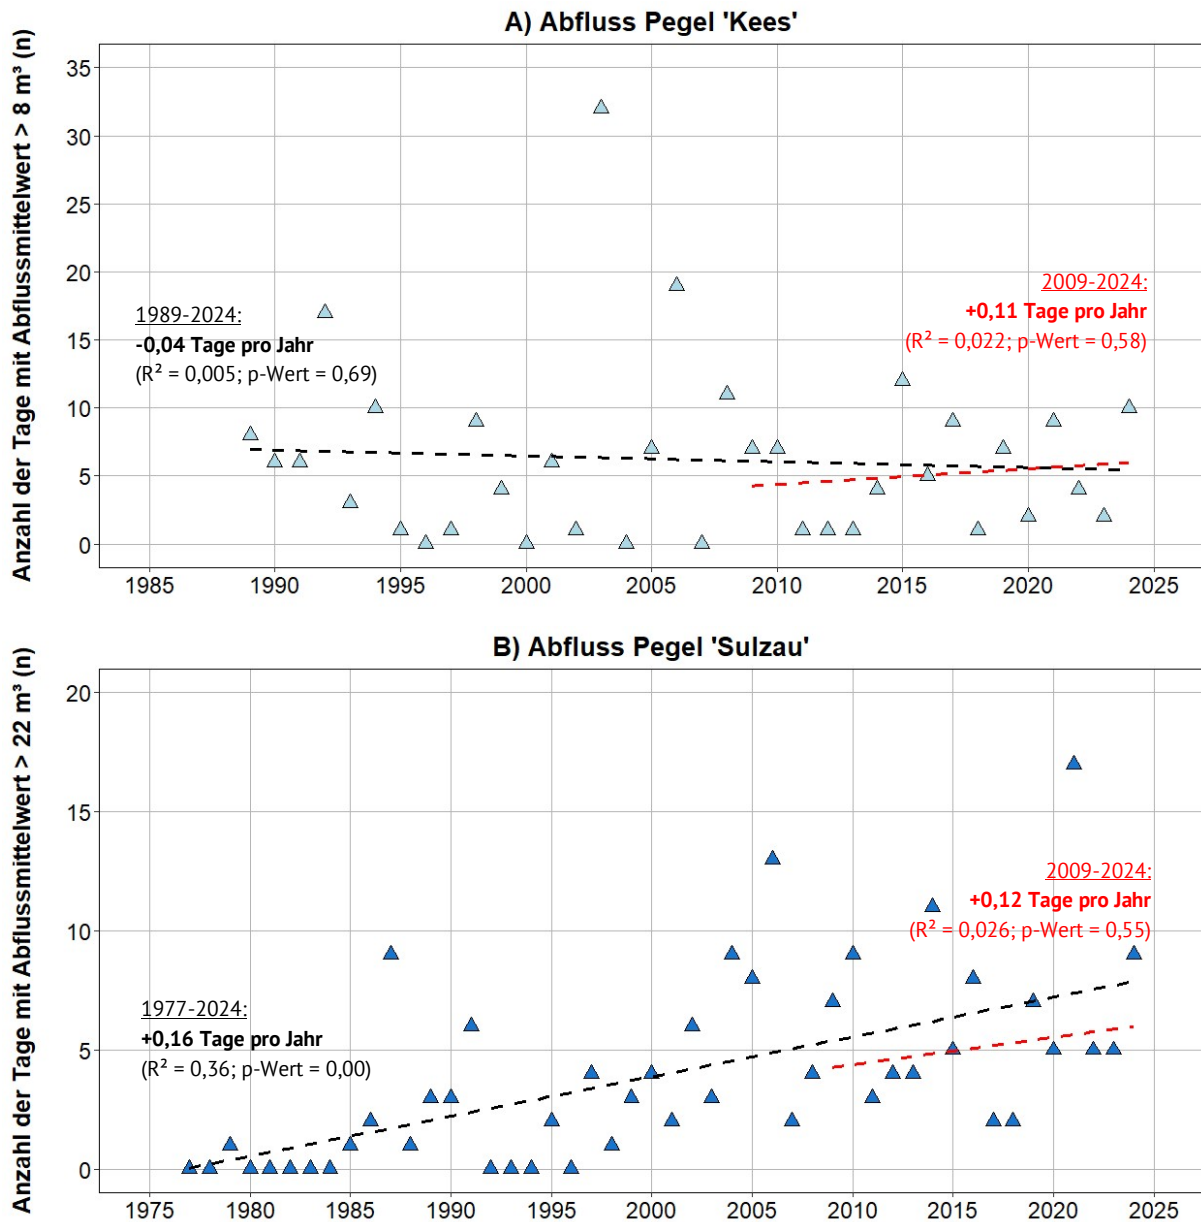 A) Abfluss Pegel 'Kees'
Anzahl der Tage mit Abflussmittelwert > 8 m³ (n)
35
30
25
20
15
10
5
0
1989-2024:
-0,04 Tage pro Jahr
(R² = 0,005; p-Wert = 0,69)
2009-2024:
+0,11 Tage pro Jahr
(R² = 0,022; p-Wert = 0,58)
1985 1990 1995 2000 2005 2010 2015 2020 2025
B) Abfluss Pegel 'Sulzau'
Anzahl der Tage mit Abflussmittelwert > 22 m³ (n)
20
15
10
5
0
2009-2024:
+0,12 Tage pro Jahr
(R² = 0,026; p-Wert = 0,55)
1977-2024:
+0,16 Tage pro Jahr
(R² = 0,36; p-Wert = 0,00)
1975 1980 1985 1990 1995 2000 2005 2010 2015 2020 2025